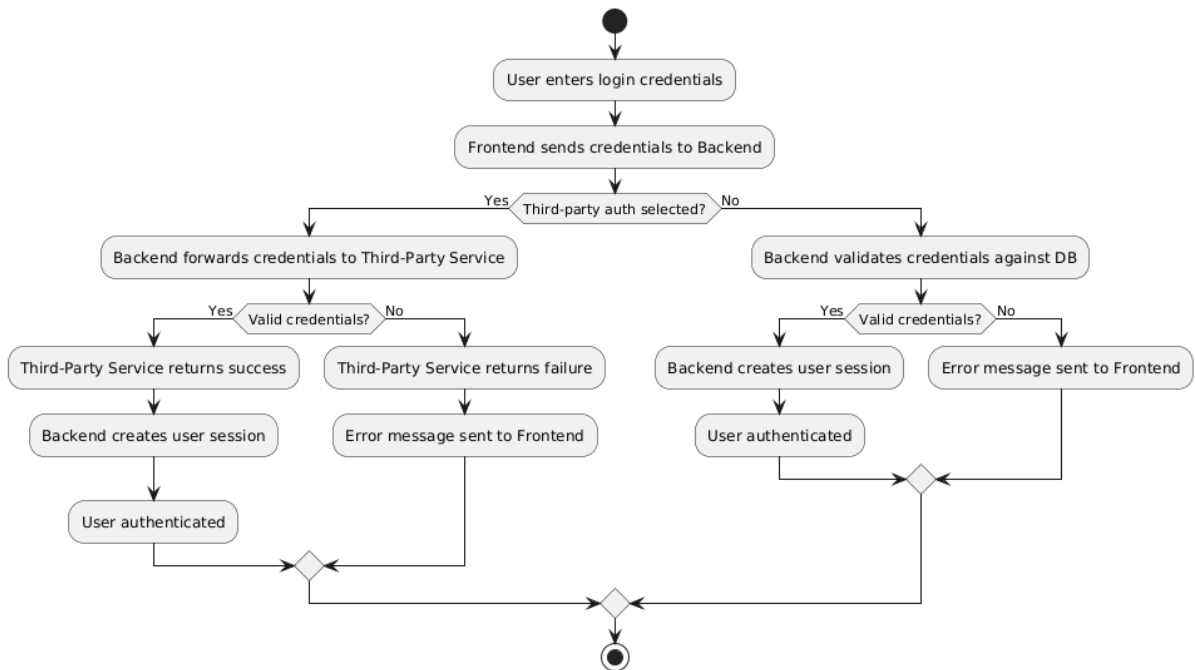 User enters login credentials
Frontend sends credentials to Backend
Yes
Third-party auth selected?
No
Backend forwards credentials to Third-Party Service
Backend validates credentials against DB
Yes
Valid credentials?
No
Yes
Valid credentials?
No
Third-Party Service returns success
Third-Party Service returns failure
Backend creates user session
Error message sent to Frontend
Backend creates user session
Error message sent to Frontend
User authenticated
User authenticated